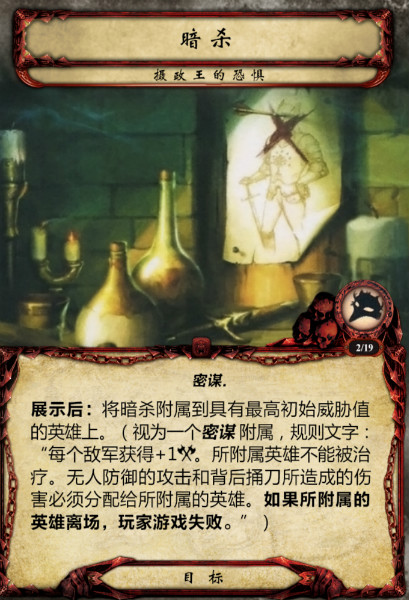 暗杀
摄政王的恐惧
2/19
密谋.
展示后：将暗杀附属到具有最高初始威胁值
的英雄上。（视为一个密谋附属，规则文字：
“每个敌军获得+1。所附属英雄不能被治
疗。无人防御的攻击和背后捅刀所造成的伤
害必须分配给所附属的英雄。如果所附属的
英雄离场，玩家游戏失败。”）
目标